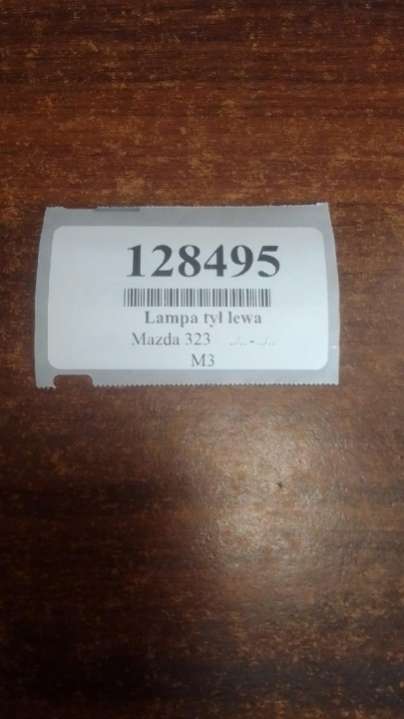 128495
Lampa tył lewa
Mazda 323 ../.. - ../..
M3